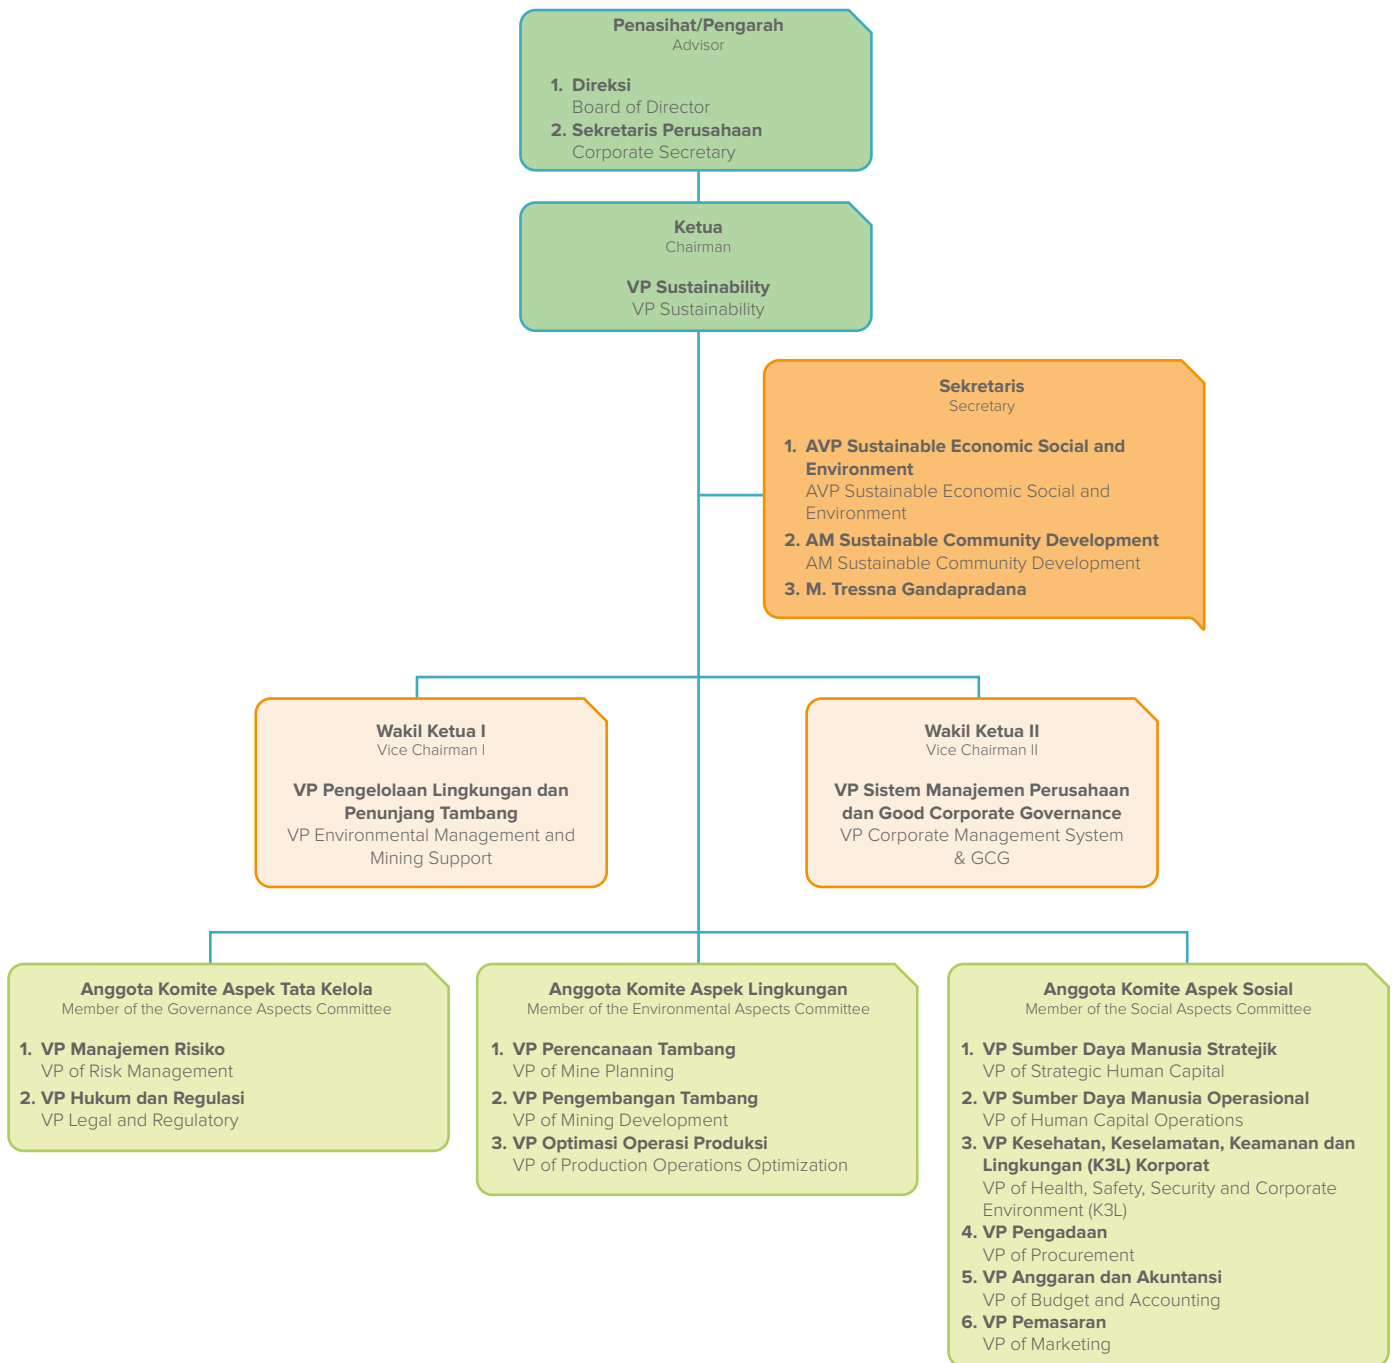 Penasihat/Pengarah
Advisor
1. Direksi
Board of Director
2. Sekretaris Perusahaan
Corporate Secretary
Ketua
Chairman
VP Sustainability
VP Sustainability
Sekretaris
Secretary
1. AVP Sustainable Economic Social and
Environment
AVP Sustainable Economic Social and
Environment
2. AM Sustainable Community Development
AM Sustainable Community Development
3. M. Tressna Gandapradana
Wakil Ketua I
Vice Chairman I
VP Pengelolaan Lingkungan dan
Penunjang Tambang
VP Environmental Management and
Mining Support
Wakil Ketua II
Vice Chairman II
VP Sistem Manajemen Perusahaan
dan Good Corporate Governance
VP Corporate Management System
& GCG
Anggota Komite Aspek Tata Kelola
Member of the Governance Aspects Committee
1. VP Manajemen Risiko
VP of Risk Management
2. VP Hukum dan Regulasi
VP Legal and Regulatory
Anggota Komite Aspek Lingkungan
Member of the Environmental Aspects Committee
1. VP Perencanaan Tambang
VP of Mine Planning
2. VP Pengembangan Tambang
VP of Mining Development
3. VP Optimasi Operasi Produksi
VP of Production Operations Optimization
Anggota Komite Aspek Sosial
Member of the Social Aspects Committee
1. VP Sumber Daya Manusia Stratejik
VP of Strategic Human Capital
2. VP Sumber Daya Manusia Operasional
VP of Human Capital Operations
3. VP Kesehatan, Keselamatan, Keamanan dan
Lingkungan (K3L) Korporat
VP of Health, Safety, Security and Corporate
Environment (K3L)
4. VP Pengadaan
VP of Procurement
5. VP Anggaran dan Akuntansi
VP of Budget and Accounting
6. VP Pemasaran
VP of Marketing